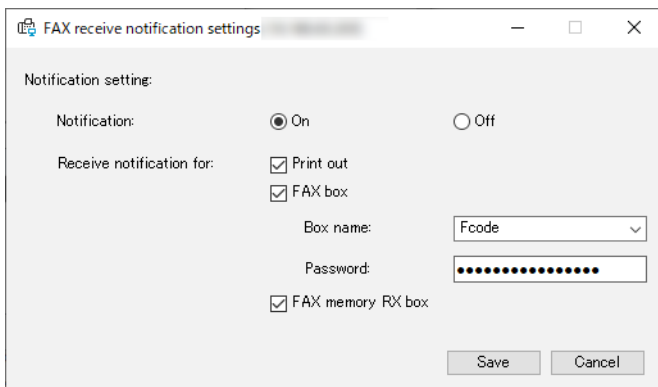 FAX receive notification settings
Notification setting:
Notification: On Off
Receive notification for: Print out
FAX box
Box name: Fcode
Password: ●●●●●●●●●●●●●●●●
FAX memory RX box
Save Cancel